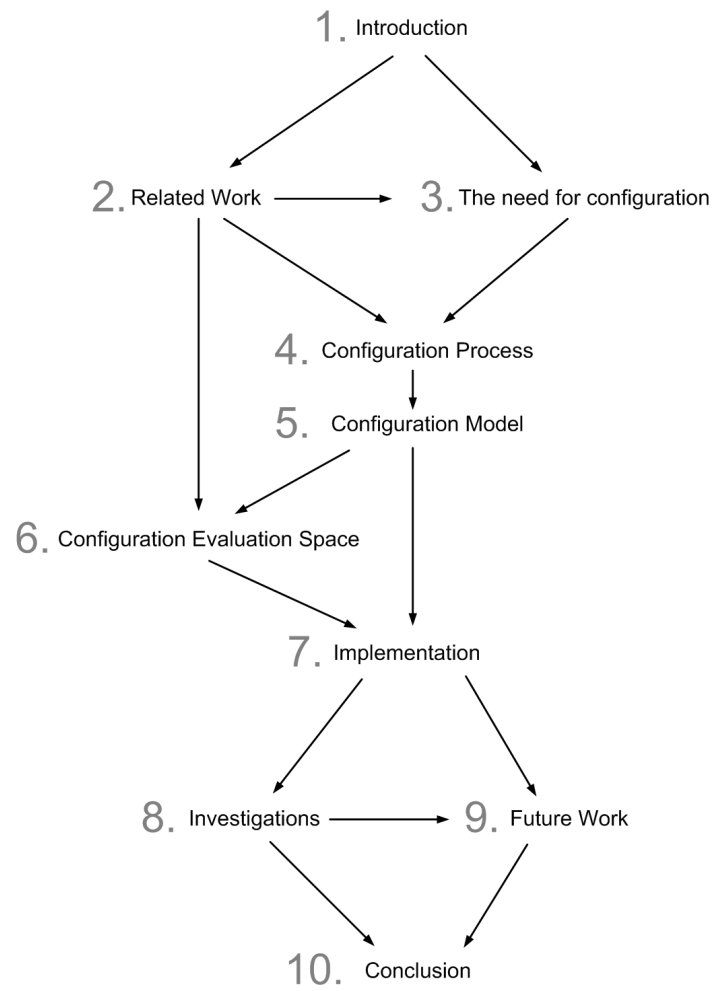 1. Introduction
2. Related Work
3. The need for configuration
4. Configuration Process
5. Configuration Model
6. Configuration Evaluation Space
7. Implementation
8. Investigations
9. Future Work
10. Conclusion